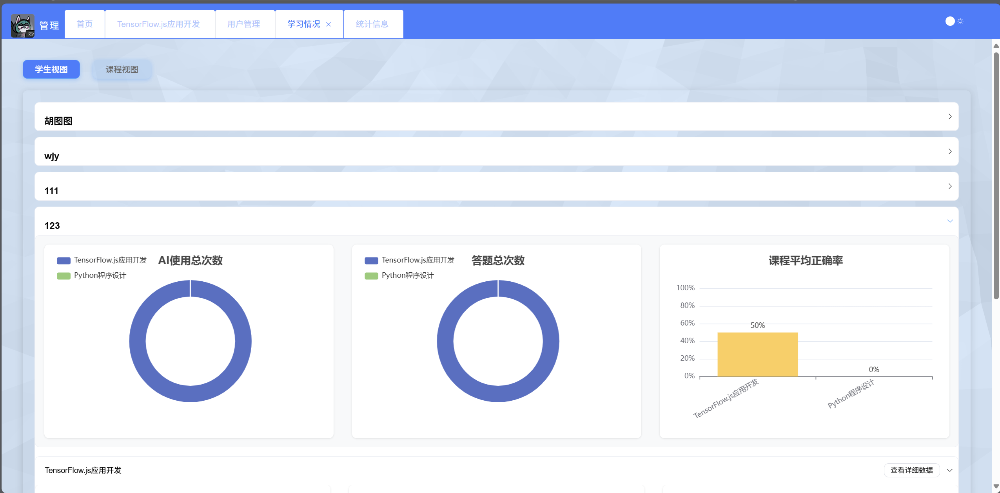 管理
首页
TensorFlow.js应用开发
用户管理
学习情况
统计信息
学生视图
课程视图
胡图图
wjy
111
123
TensorFlow.js应用开发
Python程序设计
AI使用总次数
TensorFlow.js应用开发
Python程序设计
答题总次数
课程平均正确率
100%
80%
60%
40%
20%
0%
50%
0%
TensorFlow.js应用开发
Python程序设计
TensorFlow.js应用开发
查看详细数据